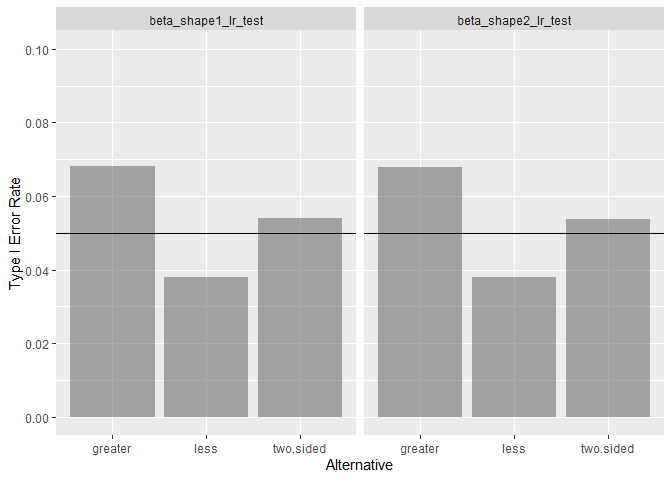 beta_shape1_lr_test beta_shape2_lr_test
Type I Error Rate
0.10
0.08
0.06
0.04
0.02
0.00
greater less two.sided greater less two.sided
Alternative